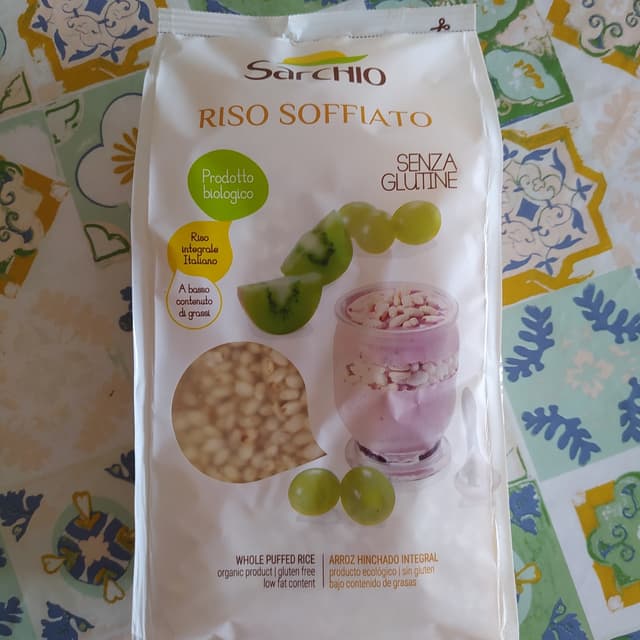 Sarchio
RISO SOFFIATO
SENZA
GLUTINE
Prodotto
biologico
Riso
integrale
Italiano
A basso
contenuto
di grassi
WHOLE PUFFED RICE
organic product | gluten free
low fat content
ARROZ HINCHADO INTEGRAL
producto ecológico | sin gluten
bajo contenido de grasas